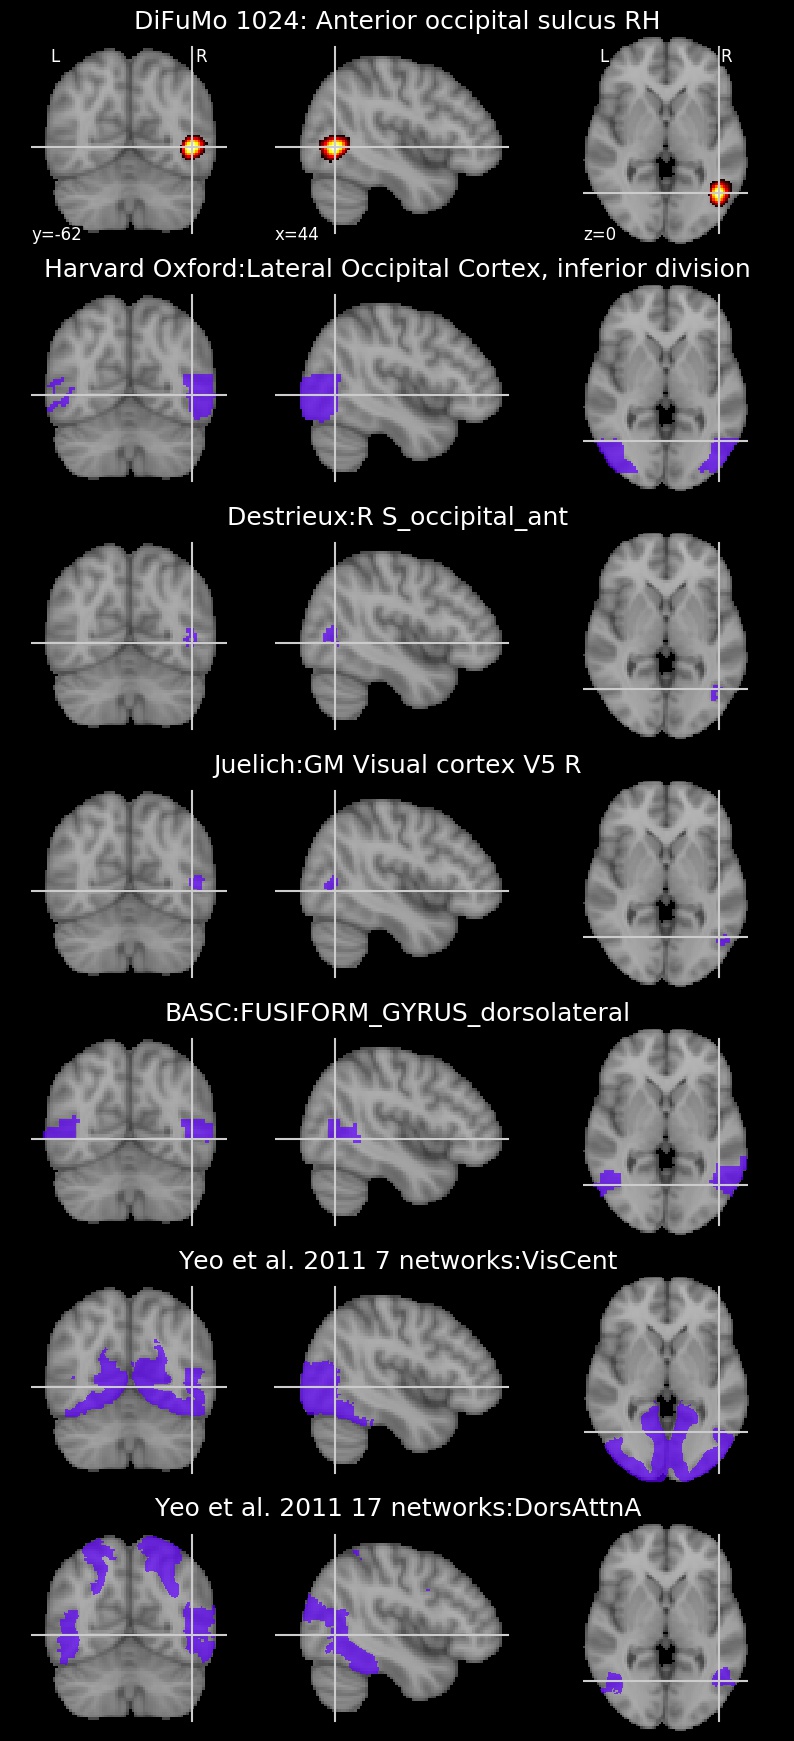 DiFuMo 1024: Anterior occipital sulcus RH
L R L R
y=-62 x=44 z=0
Harvard Oxford:Lateral Occipital Cortex, inferior division
Destrieux:R S_occipital_ant
Juelich:GM Visual cortex V5 R
BASC:FUSIFORM_GYRUS_dorsolateral
Yeo et al. 2011 7 networks:VisCent
Yeo et al. 2011 17 networks:DorsAttnA